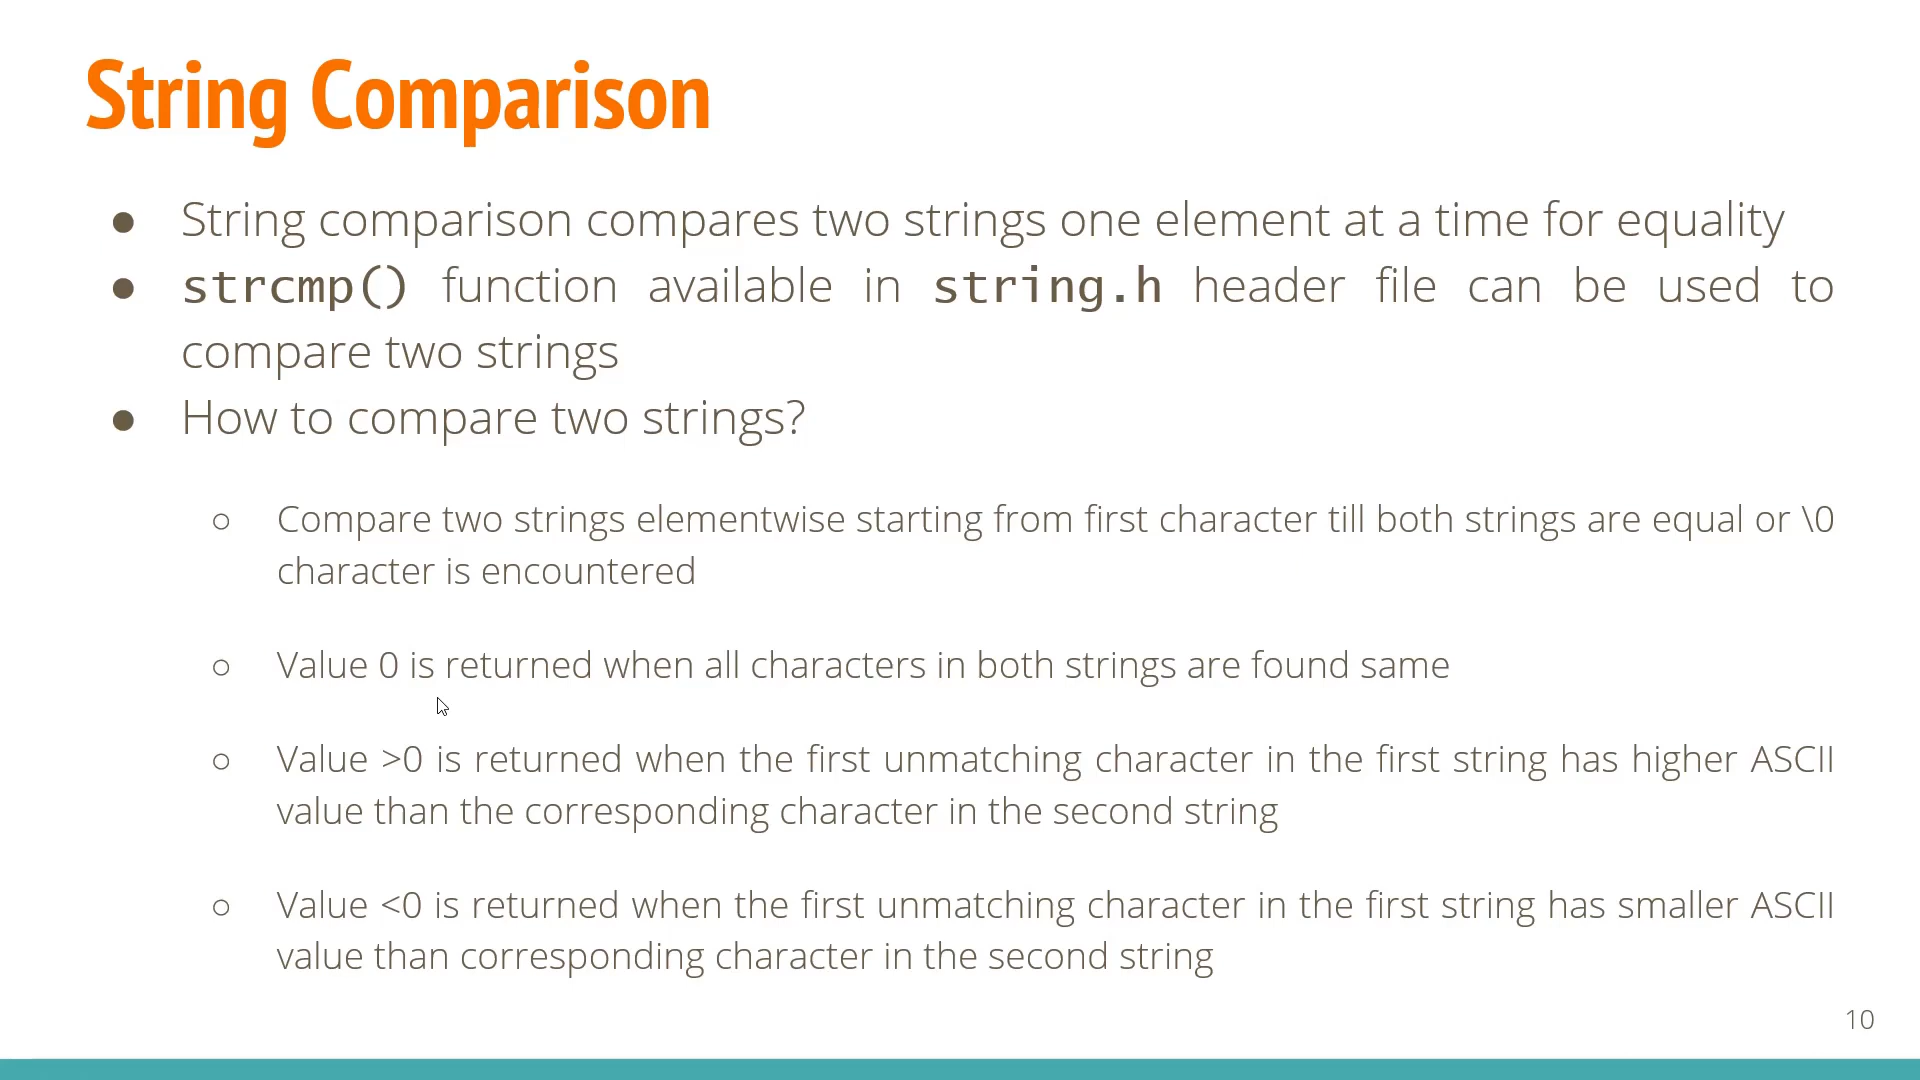 String Comparison
● String comparison compares two strings one element at a time for equality
● strcmp() function available in string.h header file can be used to
compare two strings
● How to compare two strings?
○ Compare two strings elementwise starting from first character till both strings are equal or \0
character is encountered
○ Value 0 is returned when all characters in both strings are found same
○ Value >0 is returned when the first unmatching character in the first string has higher ASCII
value than the corresponding character in the second string
○ Value <0 is returned when the first unmatching character in the first string has smaller ASCII
value than corresponding character in the second string
10